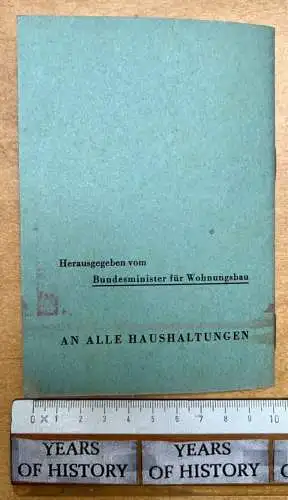 Herausgegeben vom
Bundesminister für Wohnungsbau
AN ALLE HAUSHALTUNGEN
0 1 2 3 4 5 6 7 8 9 10
YEARS
OF HISTORY
YEARS
OF HISTORY